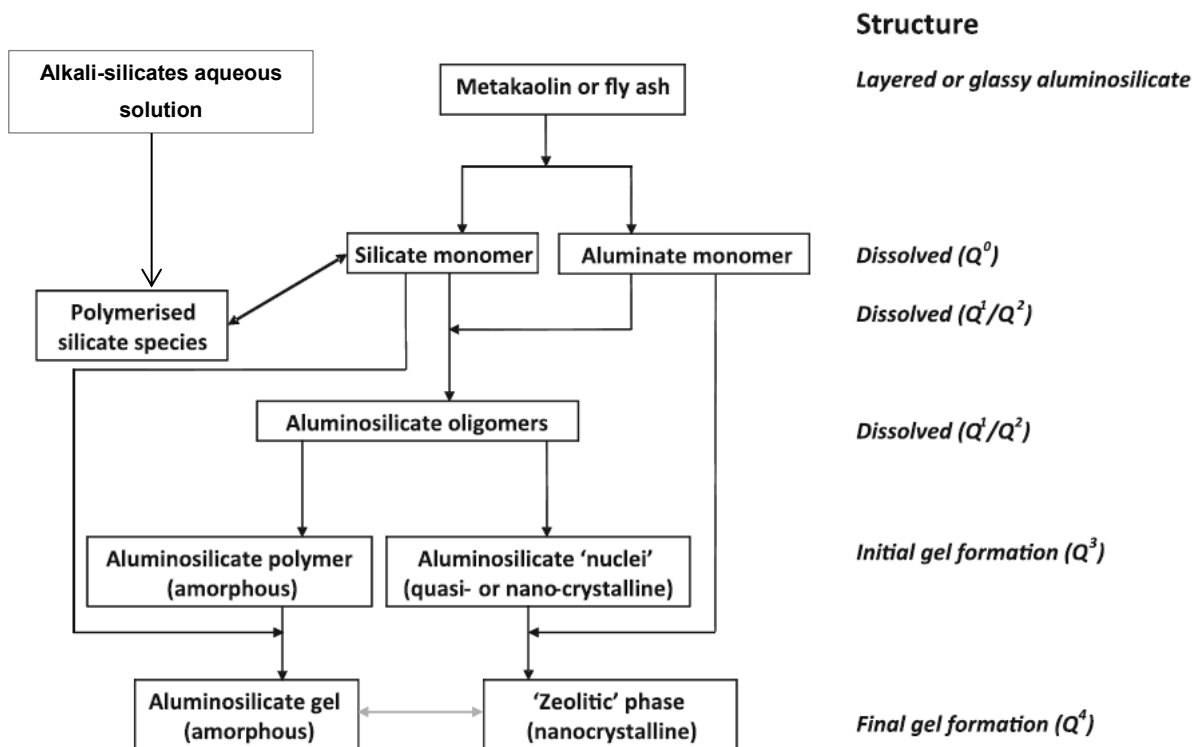 Structure
Alkali-silicates aqueous
solution
Metakaolin or fly ash
Layered or glassy aluminosilicate
Silicate monomer
Aluminate monomer
Dissolved (Q⁰)
Polymerised
silicate species
Dissolved (Q¹/Q²)
Aluminosilicate oligomers
Dissolved (Q¹/Q²)
Aluminosilicate polymer
(amorphous)
Aluminosilicate ‘nuclei’
(quasi- or nano-crystalline)
Initial gel formation (Q³)
Aluminosilicate gel
(amorphous)
‘Zeolitic’ phase
(nanocrystalline)
Final gel formation (Q⁴)